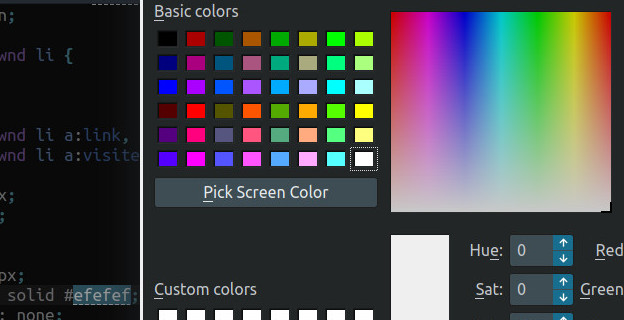 n;
wnd li {
wnd li a:link,
wnd li a:visite
x;
;
px;
solid #efefef;
: none;
Basic colors
Pick Screen Color
Custom colors
Hue: 0 Red
Sat: 0 Green